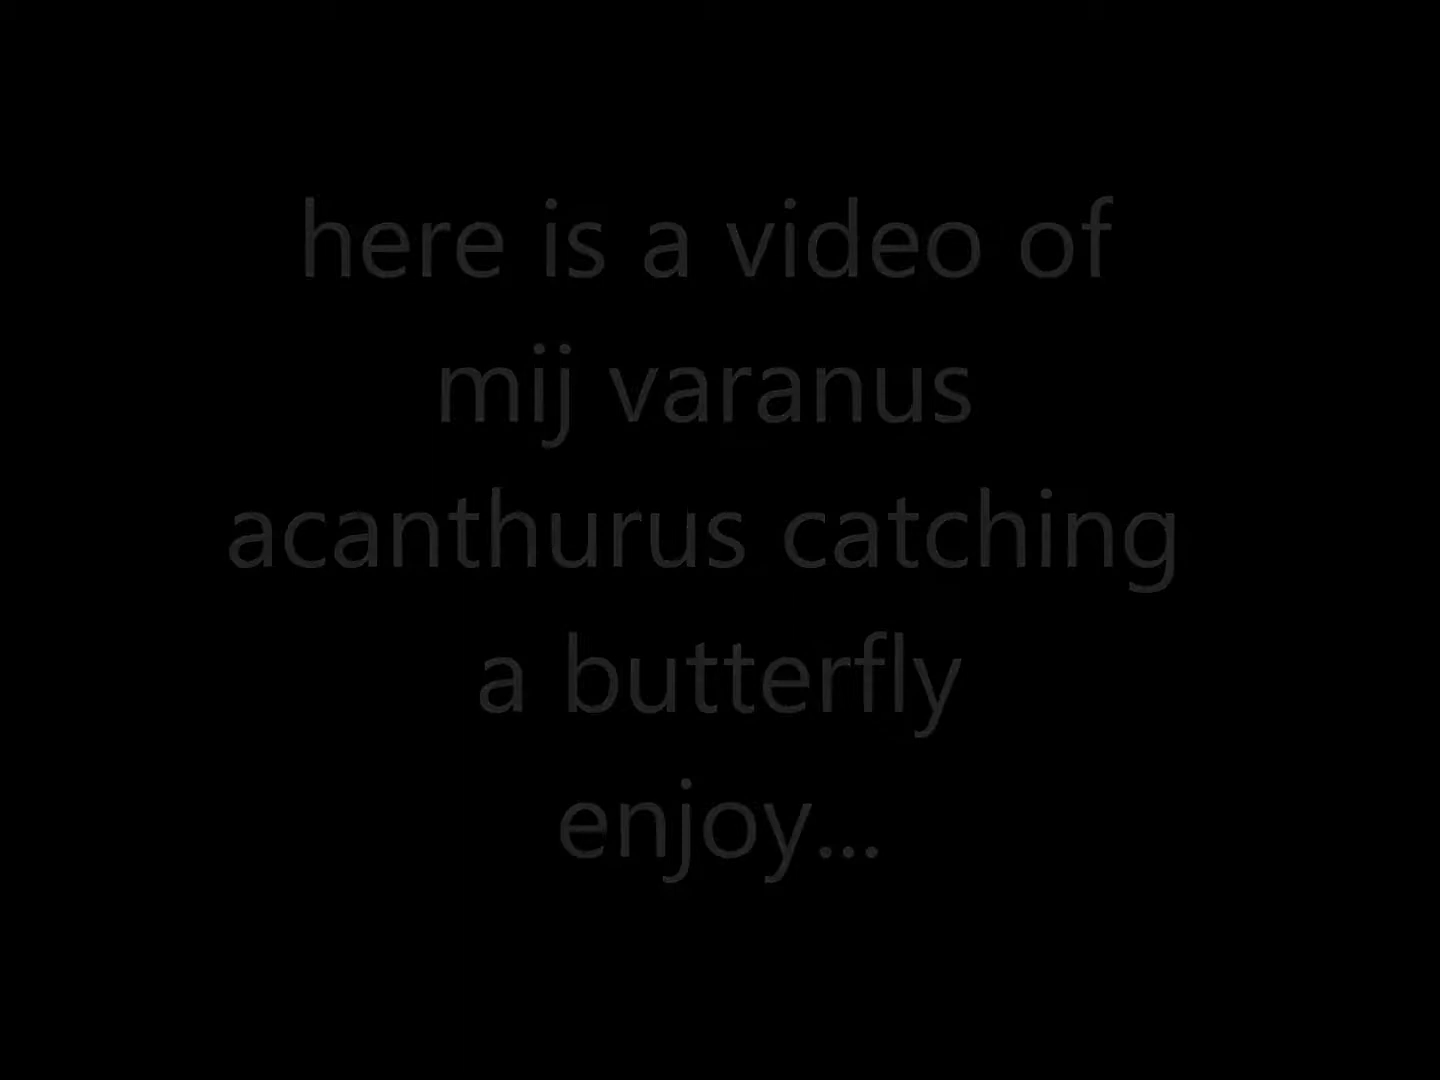 here is a video of
mij varanus
acanthurus catching
a butterfly
enjoy...